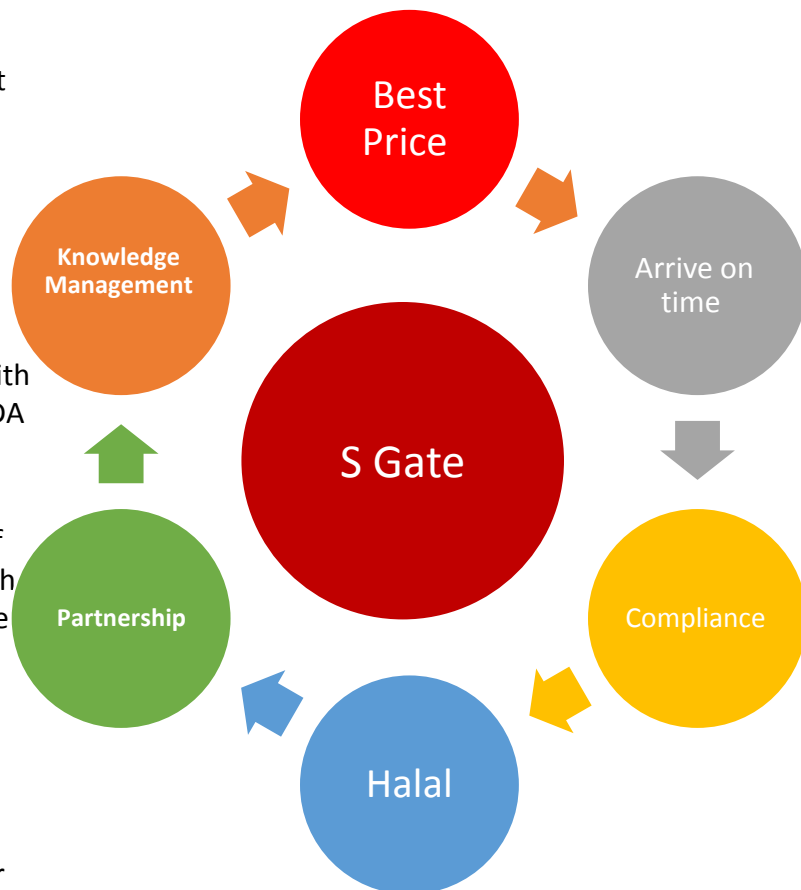 Best
Price
Knowledge
Management
Arrive on
time
S Gate
Partnership
Compliance
Halal